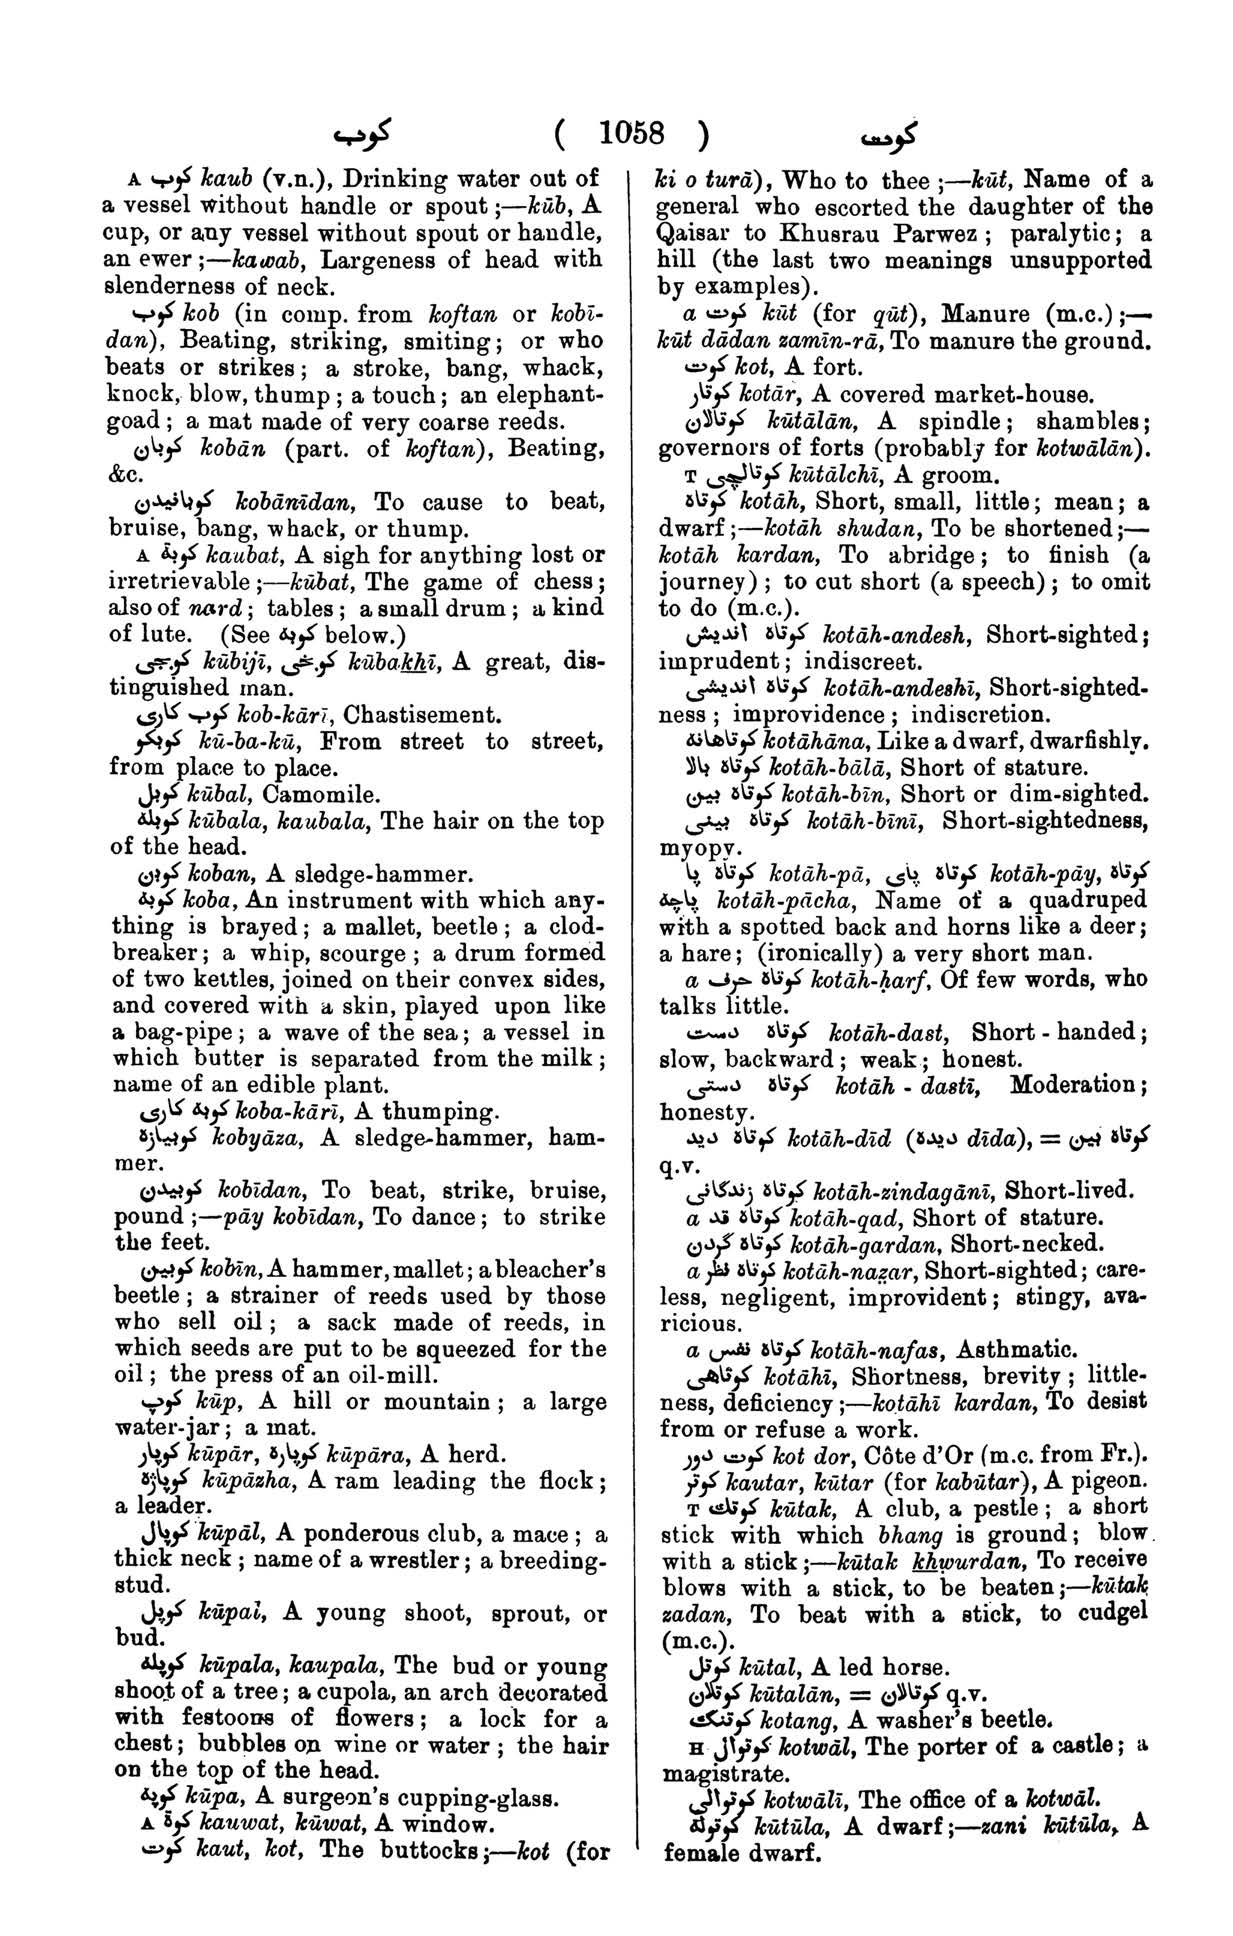 کوب ( 1058 ) کوت
A کوب kaub (v.n.), Drinking water out of
a vessel without handle or spout ;—kūb, A
cup, or any vessel without spout or handle,
an ewer ;—kawab, Largeness of head with
slenderness of neck.
کوب kob (in comp. from koftan or kobī-
dan), Beating, striking, smiting; or who
beats or strikes; a stroke, bang, whack,
knock, blow, thump; a touch; an elephant-
goad; a mat made of very coarse reeds.
کوبان kobān (part. of koftan), Beating,
&c.
کوبانیدن kobānīdan, To cause to beat,
bruise, bang, whack, or thump.
A کوبة kaubat, A sigh for anything lost or
irretrievable ;—kūbat, The game of chess;
also of nard; tables; a small drum; a kind
of lute. (See کوبه below.)
کوبجی kūbijī, کوبخی kūbakhī, A great, dis-
tinguished man.
کوب کاری kob-kārī, Chastisement.
کوبکو kū-ba-kū, From street to street,
from place to place.
کوبل kūbal, Camomile.
کوبله kūbala, kaubala, The hair on the top
of the head.
کوبن koban, A sledge-hammer.
کوبه koba, An instrument with which any-
thing is brayed; a mallet, beetle; a clod-
breaker; a whip, scourge; a drum formed
of two kettles, joined on their convex sides,
and covered with a skin, played upon like
a bag-pipe; a wave of the sea; a vessel in
which butter is separated from the milk;
name of an edible plant.
کوبه کاری koba-kārī, A thumping.
کوبیازه kobyāza, A sledge-hammer, ham-
mer.
کوبیدن kobīdan, To beat, strike, bruise,
pound ;—pāy kobīdan, To dance; to strike
the feet.
کوبین kobīn, A hammer, mallet; a bleacher's
beetle; a strainer of reeds used by those
who sell oil; a sack made of reeds, in
which seeds are put to be squeezed for the
oil; the press of an oil-mill.
کوپ kūp, A hill or mountain; a large
water-jar; a mat.
کوپار kūpār, کوپاره kūpāra, A herd.
کوپاژه kūpāzha, A ram leading the flock;
a leader.
کوپال kūpāl, A ponderous club, a mace; a
thick neck; name of a wrestler; a breeding-
stud.
کوپل kūpal, A young shoot, sprout, or
bud.
کوپله kūpala, kaupala, The bud or young
shoot of a tree; a cupola, an arch decorated
with festoons of flowers; a lock for a
chest; bubbles on wine or water; the hair
on the top of the head.
کوپه kūpa, A surgeon's cupping-glass.
A کوة kauwat, kūwat, A window.
کوت kaut, kot, The buttocks;—kot (for
ki o turā), Who to thee ;—kūt, Name of a
general who escorted the daughter of the
Qaisar to Khusrau Parwez; paralytic; a
hill (the last two meanings unsupported
by examples).
a کوت kūt (for qūt), Manure (m.c.);—
kūt dādan zamīn-rā, To manure the ground.
کوت kot, A fort.
کوتار kotār, A covered market-house.
کوتالان kūtālān, A spindle; shambles;
governors of forts (probably for kotwālān).
T کوتالچی kūtālchī, A groom.
کوتاه kotāh, Short, small, little; mean; a
dwarf;—kotāh shudan, To be shortened;—
kotāh kardan, To abridge; to finish (a
journey); to cut short (a speech); to omit
to do (m.c.).
کوتاه اندیش kotāh-andesh, Short-sighted;
imprudent; indiscreet.
کوتاه اندیشی kotāh-andeshī, Short-sighted-
ness; improvidence; indiscretion.
کوتاهانه kotāhāna, Like a dwarf, dwarfishly.
کوتاه بالا kotāh-bālā, Short of stature.
کوتاه بین kotāh-bīn, Short or dim-sighted.
کوتاه بینی kotāh-bīnī, Short-sightedness,
myopy.
کوتاه پا kotāh-pā, کوتاه پای kotāh-pāy, کوتاه
پاچه kotāh-pācha, Name of a quadruped
with a spotted back and horns like a deer;
a hare; (ironically) a very short man.
a کوتاه حرف kotāh-ḥarf, Of few words, who
talks little.
کوتاه دست kotāh-dast, Short-handed;
slow, backward; weak; honest.
کوتاه دستی kotāh-dastī, Moderation;
honesty.
کوتاه دید kotāh-dīd (دیده dīda), = کوتاه بین
q.v.
کوتاه زندگانی kotāh-zindagānī, Short-lived.
a کوتاه قد kotāh-qad, Short of stature.
کوتاه گردن kotāh-gardan, Short-necked.
a کوتاه نظر kotāh-naz̤ar, Short-sighted; care-
less, negligent, improvident; stingy, ava-
ricious.
a کوتاه نفس kotāh-nafas, Asthmatic.
کوتاهی kotāhī, Shortness, brevity; little-
ness, deficiency;—kotāhī kardan, To desist
from or refuse a work.
کوت دور kot dor, Côte d'Or (m.c. from Fr.).
کوتر kautar, kūtar (for kabūtar), A pigeon.
T کوتك kūtak, A club, a pestle; a short
stick with which bhang is ground; blow
with a stick;—kūtak khẉurdan, To receive
blows with a stick, to be beaten;—kūtak
zadan, To beat with a stick, to cudgel
(m.c.).
کوتل kūtal, A led horse.
کوتلان kūtalān, = کوتالان q.v.
کوتنگ kotang, A washer's beetle.
H کوتوال kotwāl, The porter of a castle; a
magistrate.
کوتوالی kotwālī, The office of a kotwāl.
کوتوله kūtūla, A dwarf;—zani kūtūla, A
female dwarf.